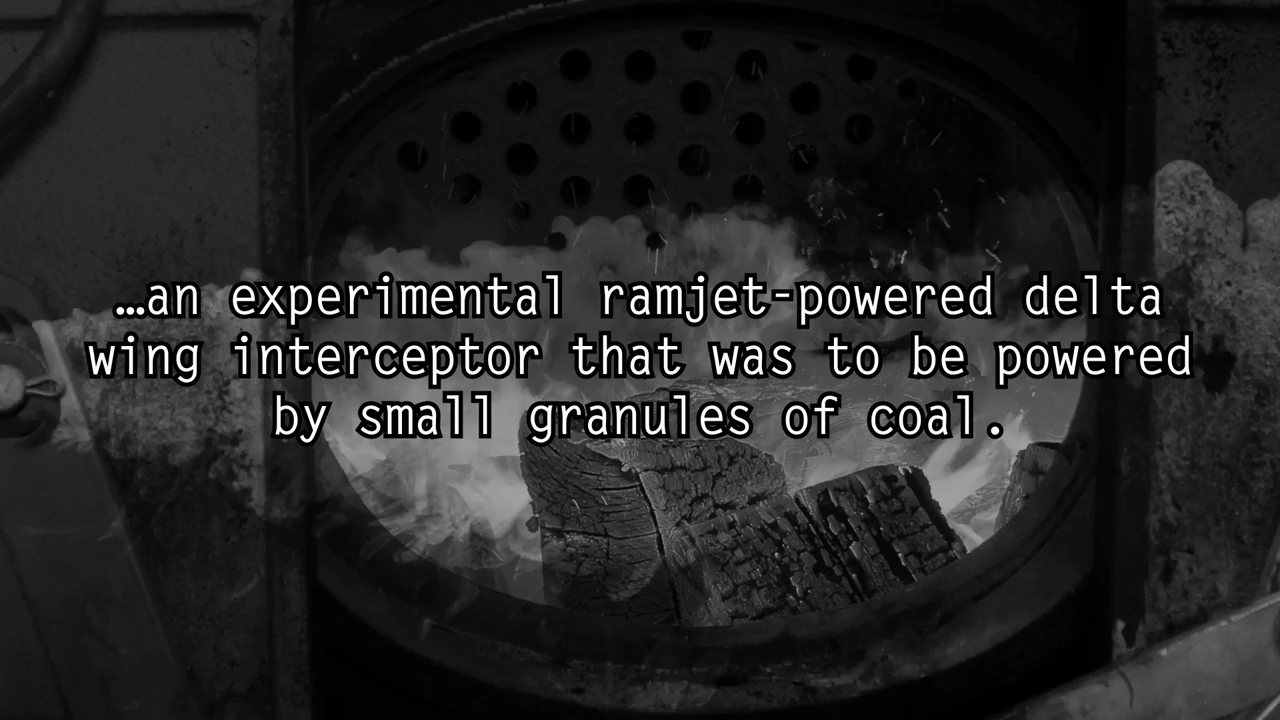 …an experimental ramjet-powered delta
wing interceptor that was to be powered
by small granules of coal.